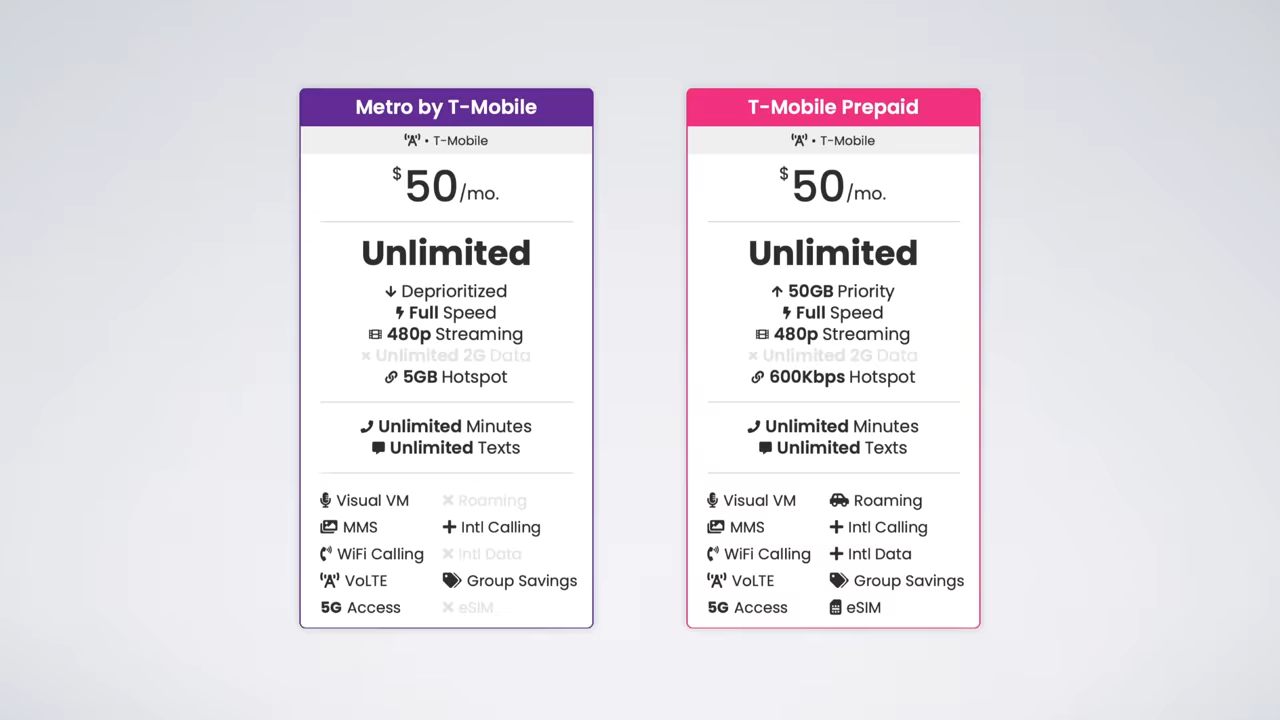 Metro by T-Mobile
• T-Mobile
$50/mo.
Unlimited
Deprioritized
Full Speed
480p Streaming
Unlimited 2G Data
5GB Hotspot
Unlimited Minutes
Unlimited Texts
Visual VM Roaming
MMS Intl Calling
WiFi Calling Intl Data
VoLTE Group Savings
5G Access eSIM
T-Mobile Prepaid
• T-Mobile
$50/mo.
Unlimited
50GB Priority
Full Speed
480p Streaming
Unlimited 2G Data
600Kbps Hotspot
Unlimited Minutes
Unlimited Texts
Visual VM Roaming
MMS Intl Calling
WiFi Calling Intl Data
VoLTE Group Savings
5G Access eSIM